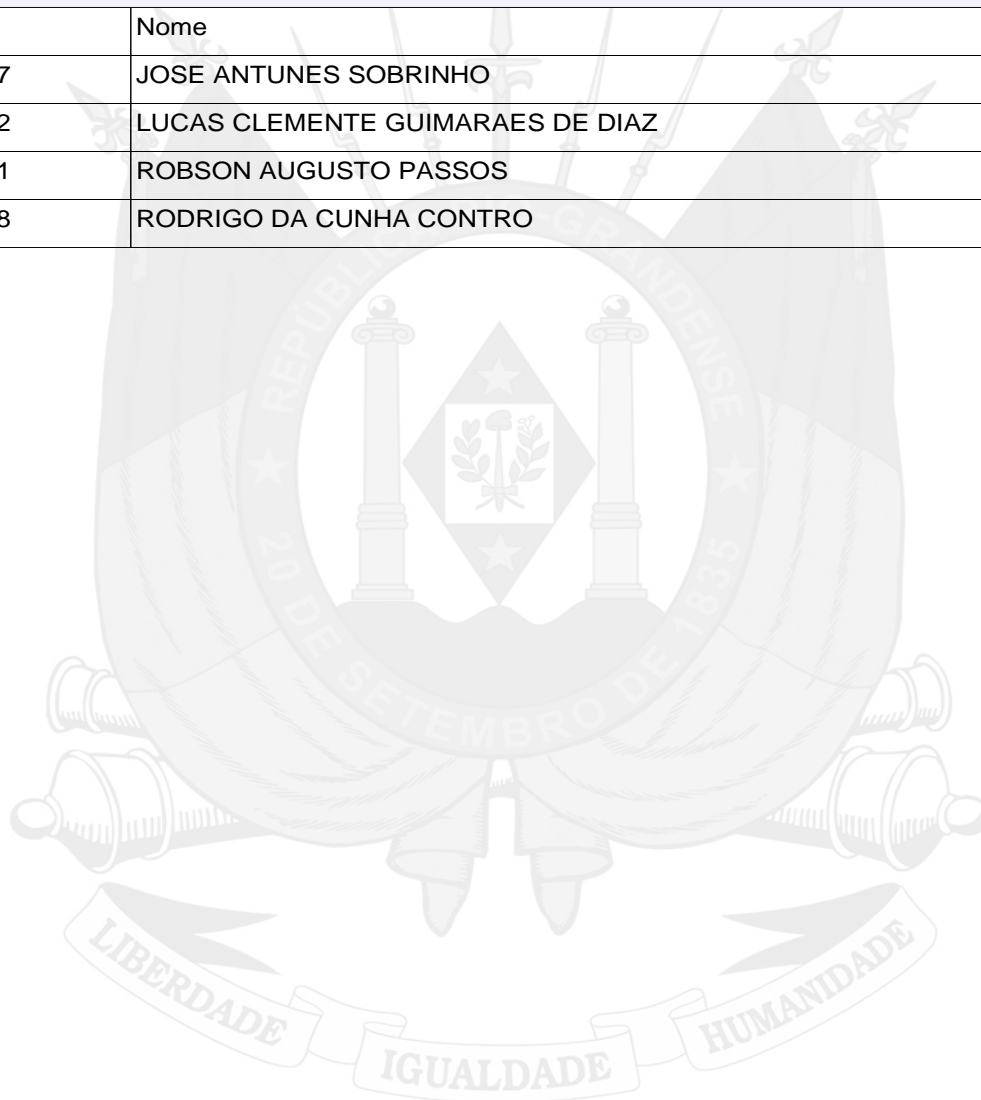 Nome
7 JOSE ANTUNES SOBRINHO
2 LUCAS CLEMENTE GUIMARAES DE DIAZ
1 ROBSON AUGUSTO PASSOS
8 RODRIGO DA CUNHA CONTRO
REPÚBLICA RIO-GRANDENSE
20 DE SETEMBRO DE 1835
LIBERDADE
IGUALDADE
HUMANIDADE